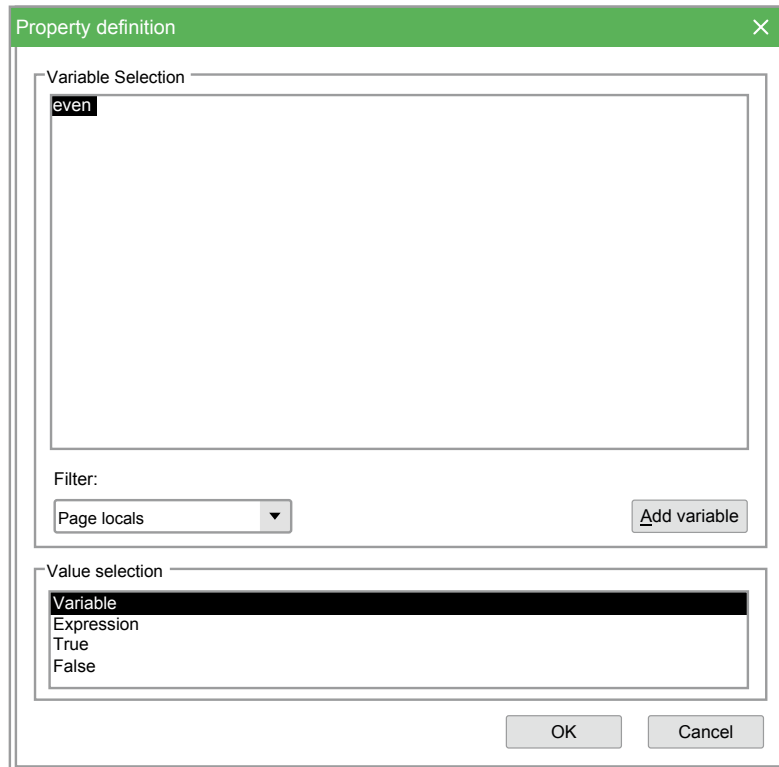 Property definition
Variable Selection
even
Filter:
Page locals
Add variable
Value selection
Variable
Expression
True
False
OK Cancel